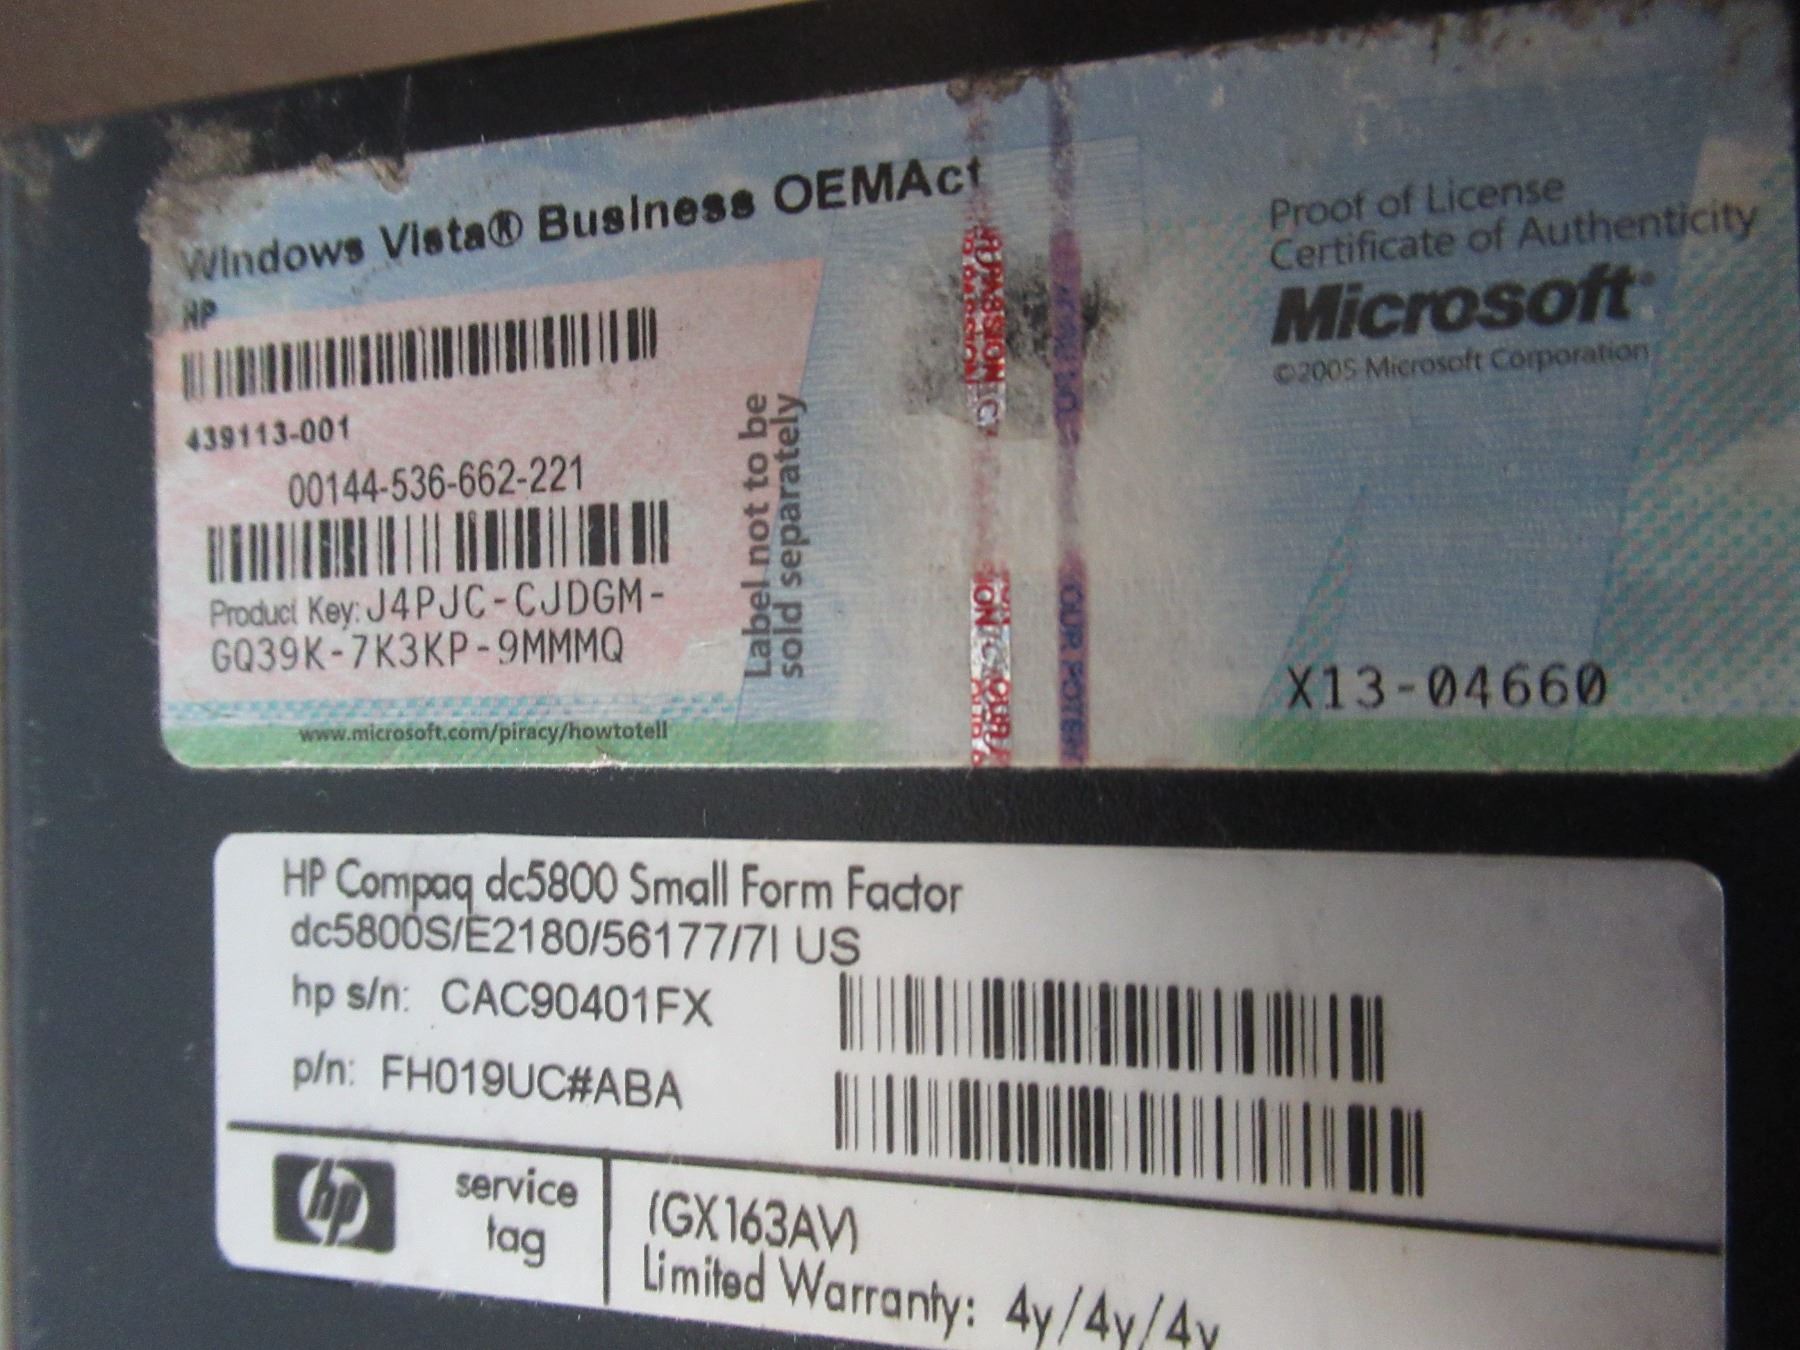 Windows Vista® Business OEMAct
HP
439113-001
00144-536-662-221
Product Key: J4PJC-CJDGM-
GQ39K-7K3KP-9MMMQ
www.microsoft.com/piracy/howtotell
Label not to be
sold separately
Proof of License
Certificate of Authenticity
Microsoft®
©2005 Microsoft Corporation
X13-04660
HP Compaq dc5800 Small Form Factor
dc5800S/E2180/56177/7I US
hp s/n: CAC90401FX
p/n: FH019UC#ABA
hp
service
tag
(GX163AV)
Limited Warranty: 4y/4y/4y